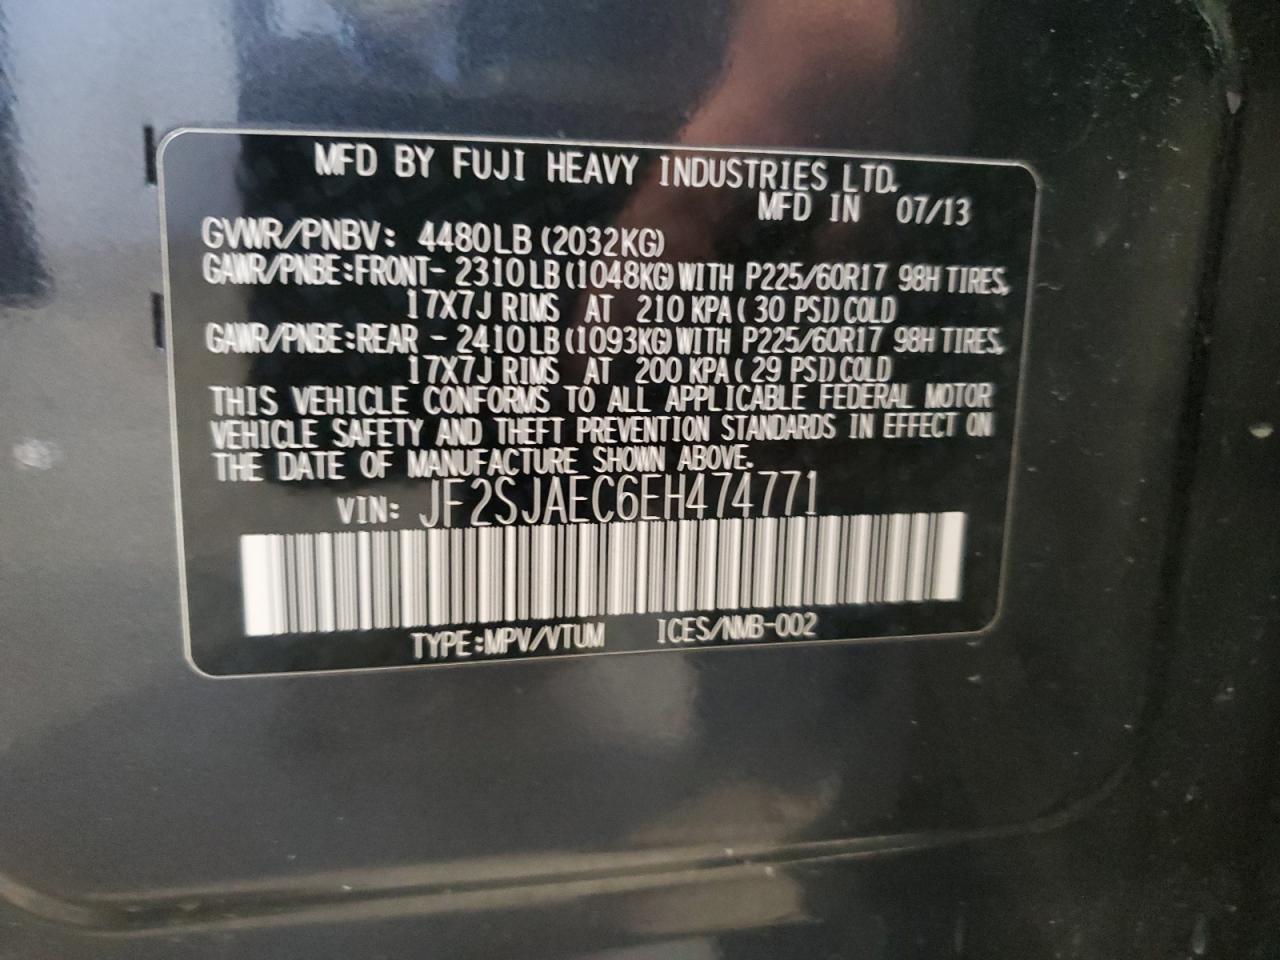 MFD BY FUJI HEAVY INDUSTRIES LTD.
MFD IN 07/13
GVWR/PNBV: 4480LB (2032KG)
GAWR/PNBE:FRONT- 2310LB(1048KG)WITH P225/60R17 98H TIRES,
17X7J RIMS AT 210 KPA( 30 PSI)COLD
GAWR/PNBE:REAR - 2410LB(1093KG)WITH P225/60R17 98H TIRES,
17X7J RIMS AT 200 KPA( 29 PSI)COLD
THIS VEHICLE CONFORMS TO ALL APPLICABLE FEDERAL MOTOR
VEHICLE SAFETY AND THEFT PREVENTION STANDARDS IN EFFECT ON
THE DATE OF MANUFACTURE SHOWN ABOVE.
VIN: JF2SJAEC6EH474771
TYPE:MPV/VTUM ICES/NMB-002